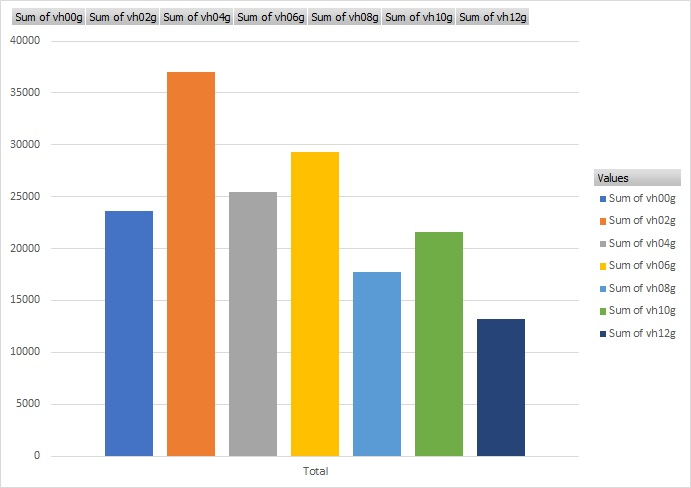 Sum of vh00g Sum of vh02g Sum of vh04g Sum of vh06g Sum of vh08g Sum of vh10g Sum of vh12g
40000
35000
30000
25000
20000
15000
10000
5000
0
Total
Values
Sum of vh00g
Sum of vh02g
Sum of vh04g
Sum of vh06g
Sum of vh08g
Sum of vh10g
Sum of vh12g